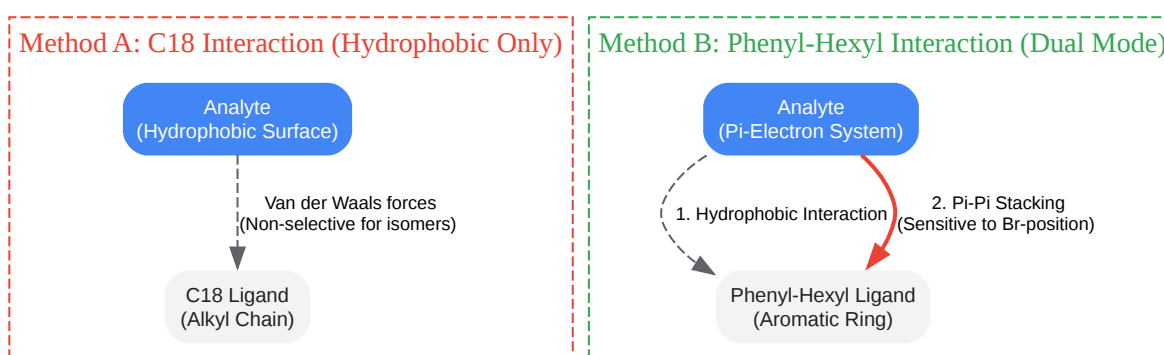 Method A: C18 Interaction (Hydrophobic Only)
Analyte
(Hydrophobic Surface)
Van der Waals forces
(Non-selective for isomers)
C18 Ligand
(Alkyl Chain)
Method B: Phenyl-Hexyl Interaction (Dual Mode)
Analyte
(Pi-Electron System)
1. Hydrophobic Interaction
2. Pi-Pi Stacking
(Sensitive to Br-position)
Phenyl-Hexyl Ligand
(Aromatic Ring)